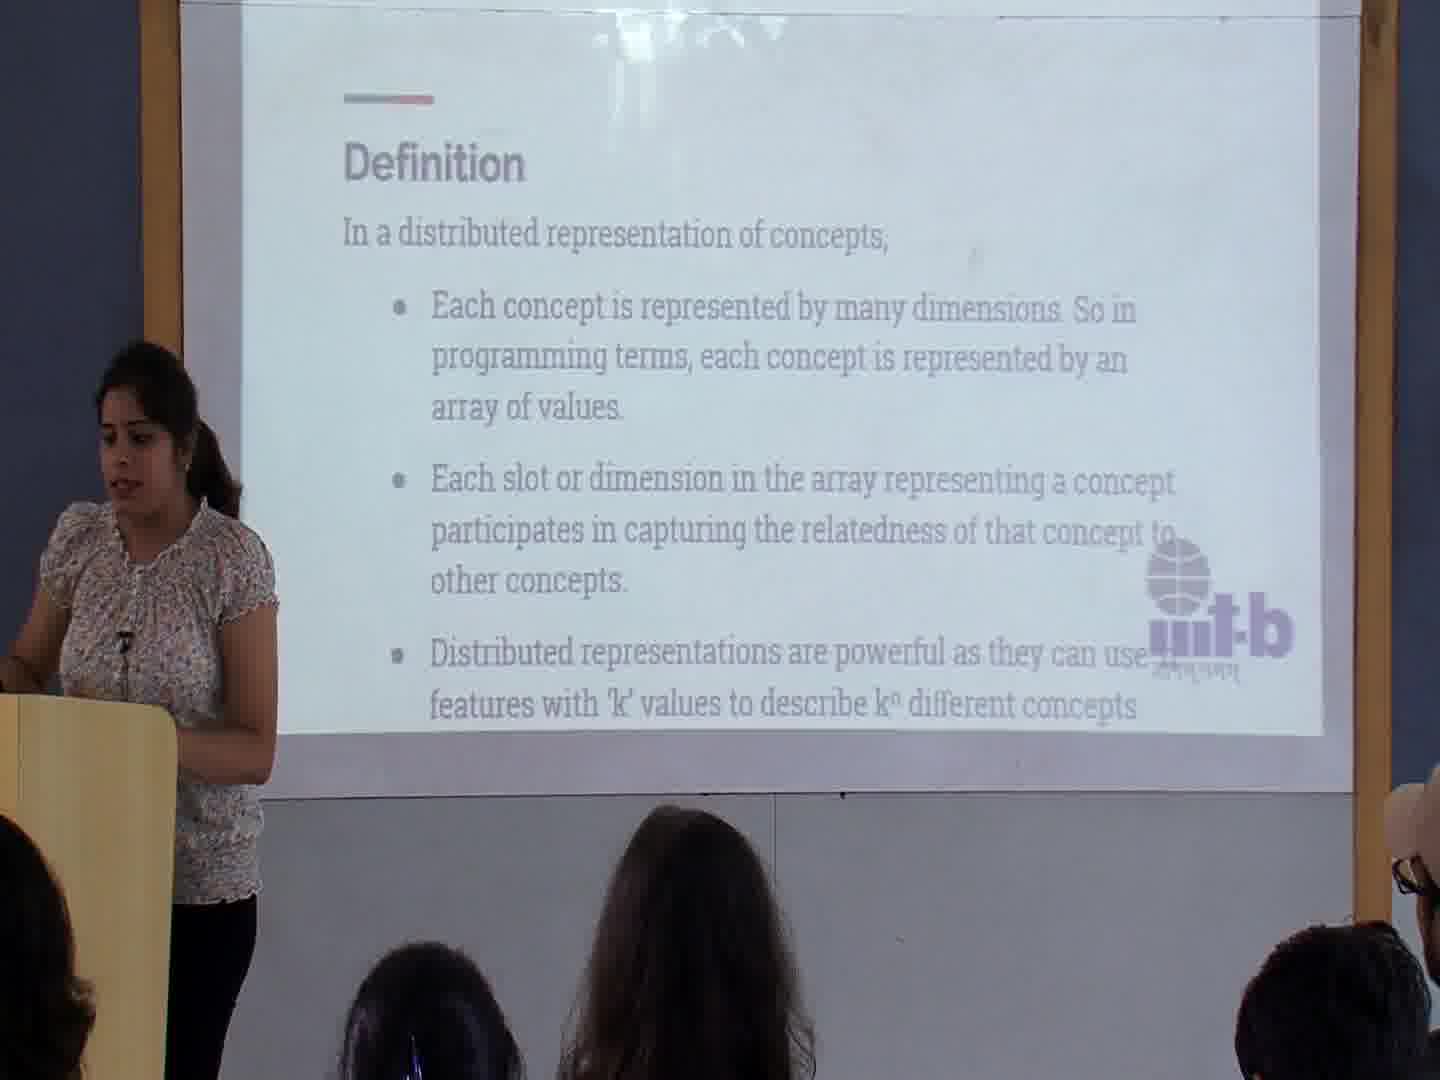 Definition
In a distributed representation of concepts,
Each concept is represented by many dimensions. So in
programming terms, each concept is represented by an
array of values.
Each slot or dimension in the array representing a concept
participates in capturing the relatedness of that concept to
other concepts.
Distributed representations are powerful as they can use
features with 'k' values to describe kⁿ different concepts
iiit-b